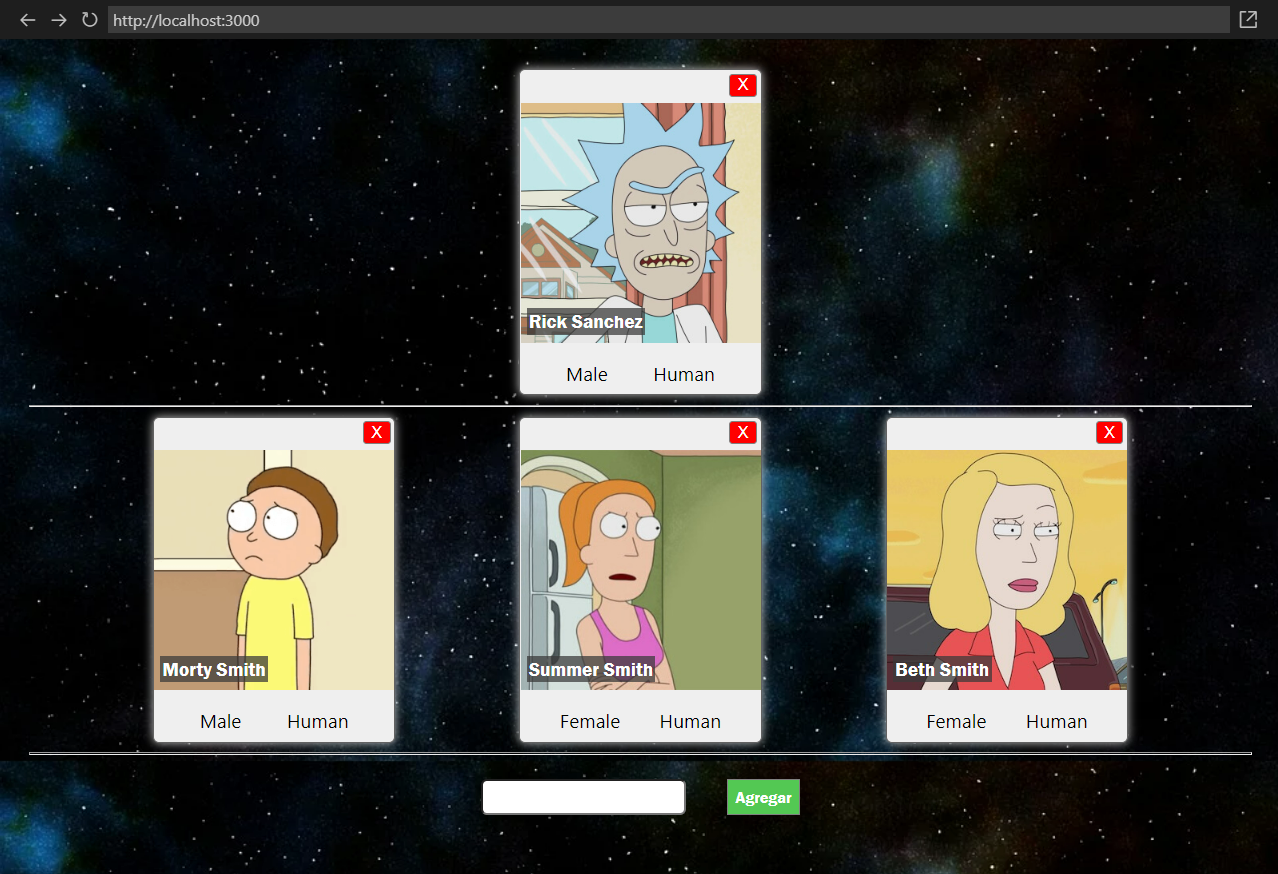 http://localhost:3000
X
Rick Sanchez
Male Human
X X X
Morty Smith Summer Smith Beth Smith
Male Human Female Human Female Human
Agregar